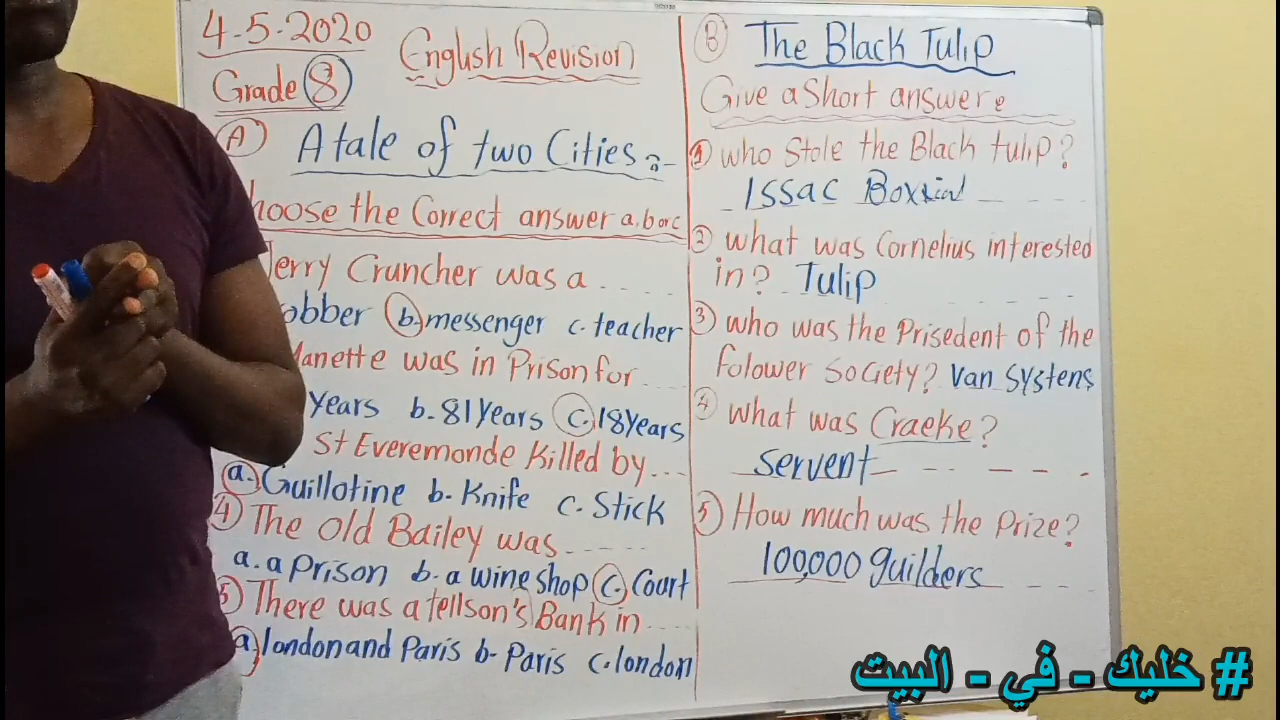 4-5-2020
English Revision
Grade 8
A) A tale of two Cities:-
hoose the Correct answer a, b or c
Jerry Cruncher was a ....
obber b. messenger c. teacher
Manette was in Prison for ....
years b- 81 years c. 18 years
St Everemonde Killed by ...
a. Guillotine b. Knife c. Stick
4) The Old Bailey was .....
a. a Prison b. a wine shop c. Court
5) There was a tellson's Bank in ....
a. london and Paris b- Paris c. london
B) The Black Tulip
Give a Short answer
1) who Stole the Black tulip?
Issac
2) what was Cornelius interested
in? Tulip
3) who was the Prisedent of the
folower Society? Van Systens
4) what was Craeke?
Servent
5) How much was the Prize?
100,000 guilders
# خليك - في - البيت